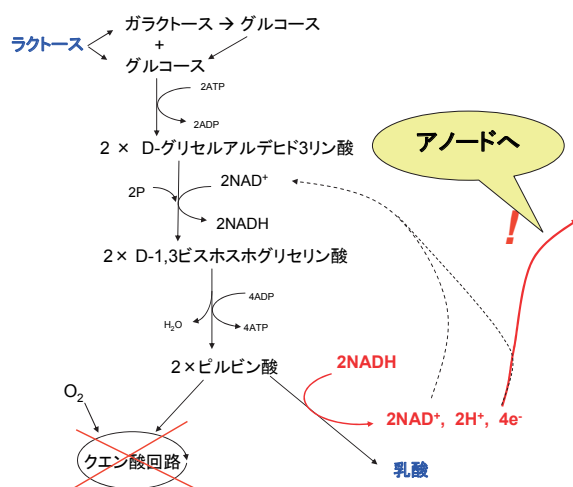 ガラクトース → グルコース
ラクトース
+
グルコース
2ATP
2ADP
2 × D-グリセルアルデヒド3リン酸
アノードへ
2P
2NAD⁺
2NADH
!
2× D-1,3ビスホスホグリセリン酸
4ADP
H₂O
4ATP
2×ピルビン酸
2NADH
O₂
2NAD⁺, 2H⁺, 4e⁻
クエン酸回路
乳酸